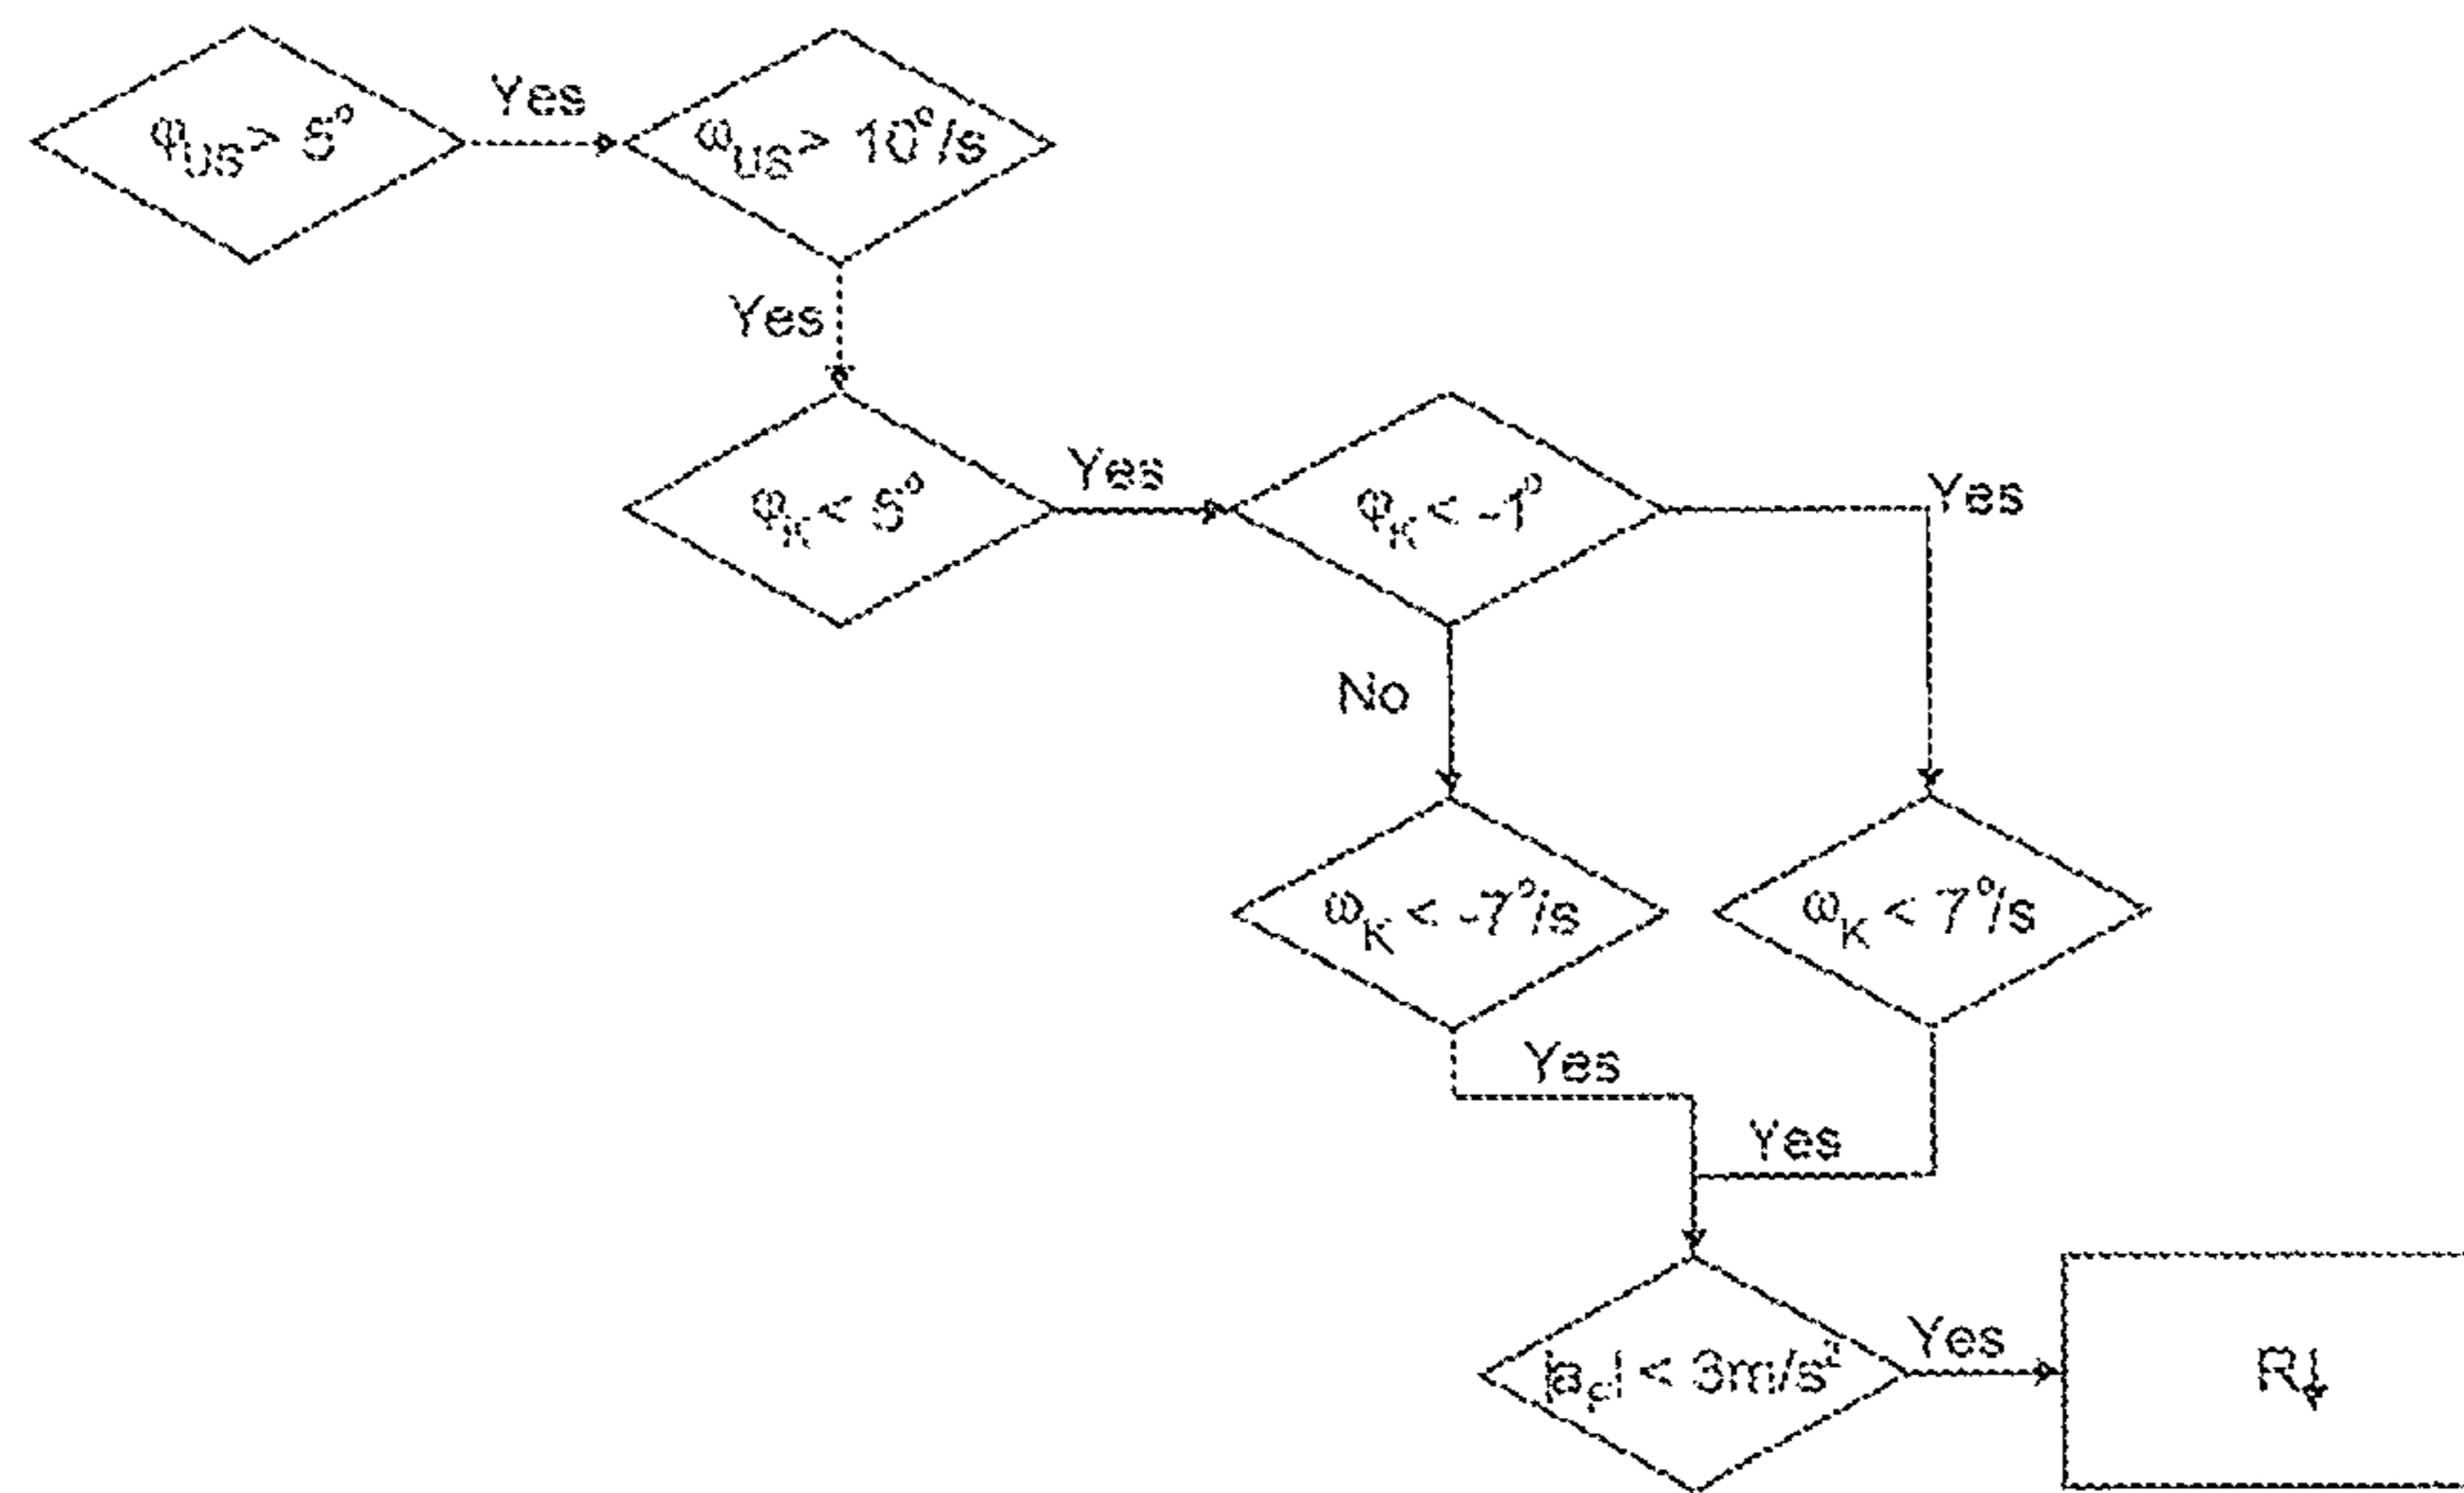 φUS > 5°
Yes
ωUS > 10°/s
Yes
φK < 5°
Yes
φK < -1°
Yes
No
ωK < -7°/s
ωK < 7°/s
Yes
Yes
|ac| < 3m/s²
Yes
R↓